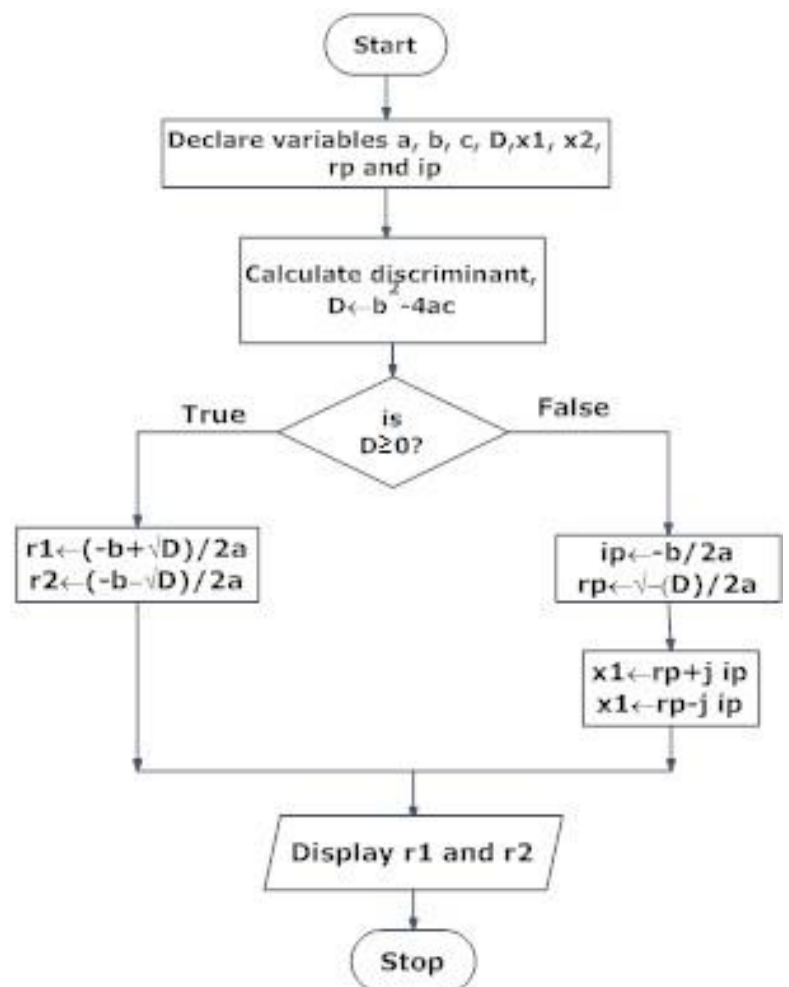 Start
Declare variables a, b, c, D,x1, x2,
rp and ip
Calculate discriminant,
D←b²-4ac
is
D≥0?
True
False
r1←(-b+√D)/2a
r2←(-b-√D)/2a
ip←-b/2a
rp←√-(D)/2a
x1←rp+j ip
x1←rp-j ip
Display r1 and r2
Stop